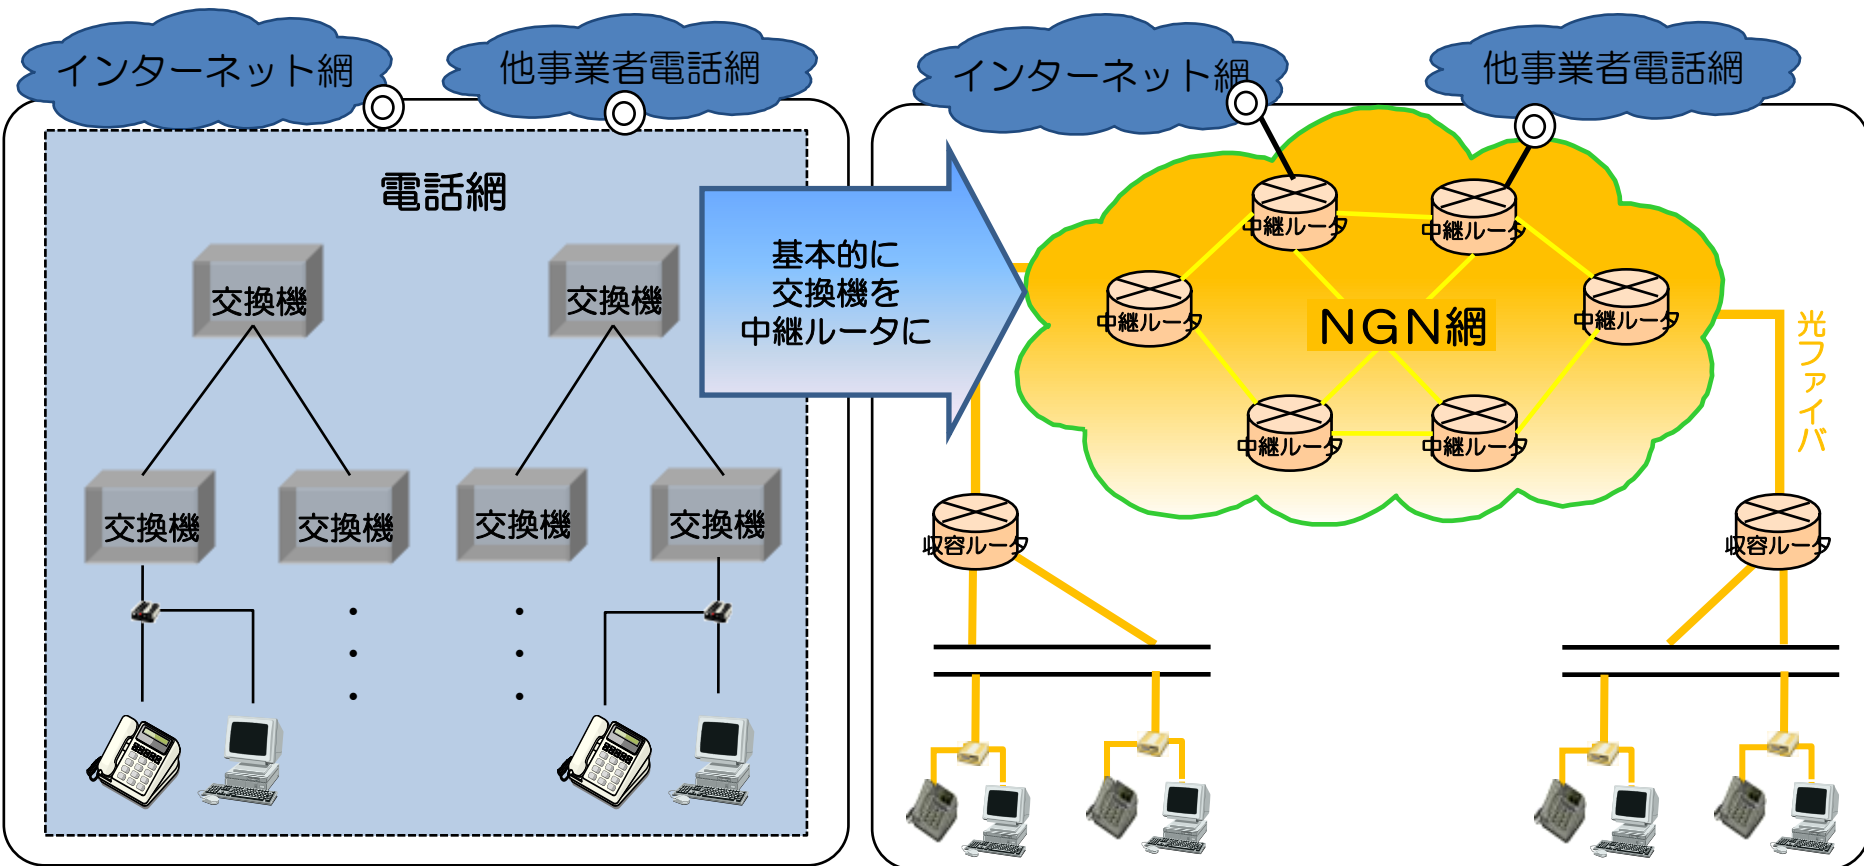 インターネット網
他事業者電話網
インターネット網
他事業者電話網
電話網
基本的に
交換機を
中継ルータに
交換機
交換機
交換機
交換機
交換機
交換機
中継ルータ
中継ルータ
中継ルータ
中継ルータ
NGN網
中継ルータ
中継ルータ
光ファイバ
収容ルータ
収容ルータ